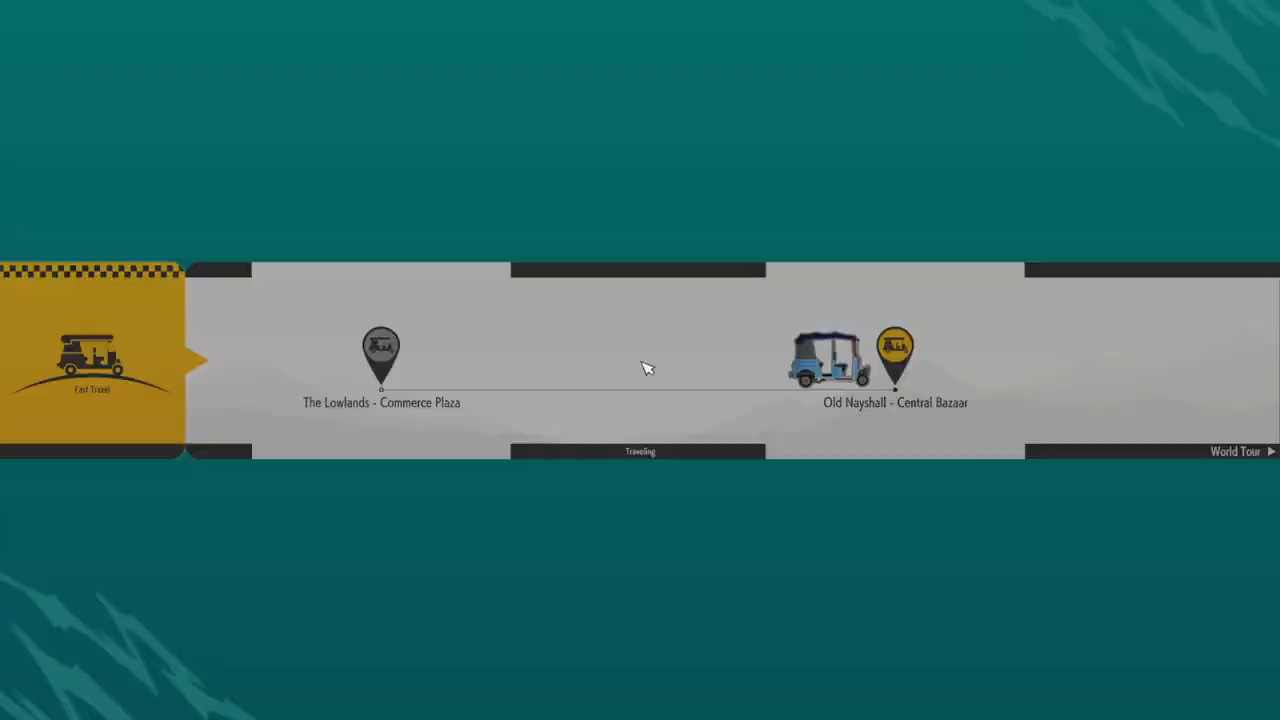 Fast Travel
The Lowlands - Commerce Plaza
Old Nayshall - Central Bazaar
Traveling
World Tour